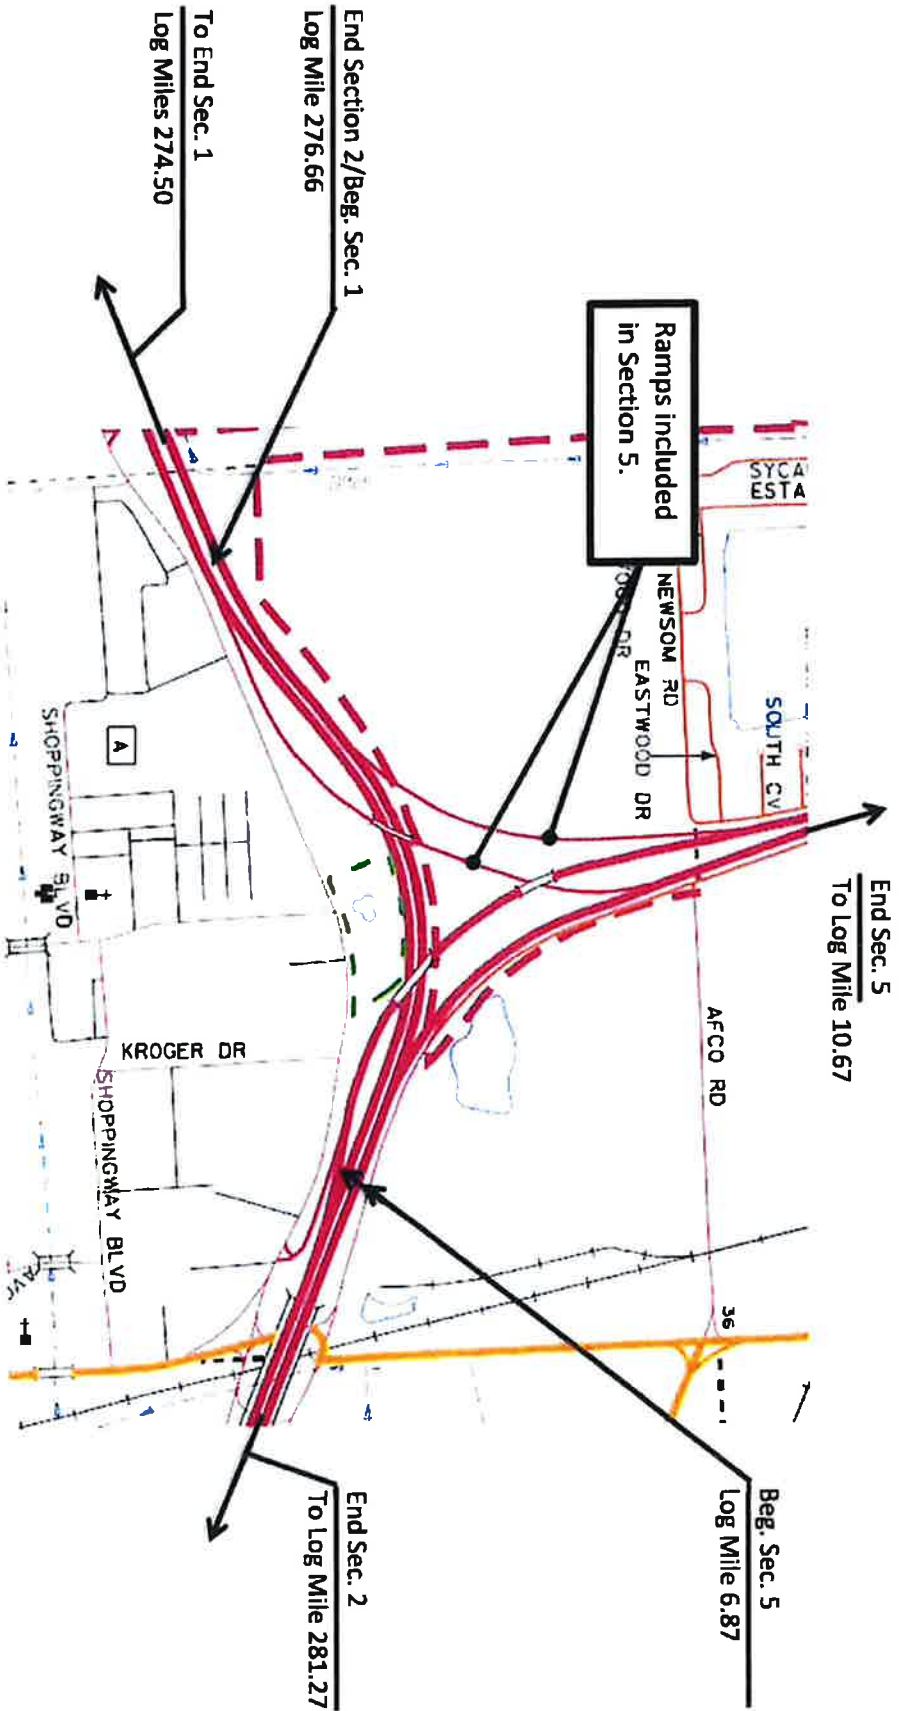 To End Sec. 1
Log Miles 274.50
End Section 2/Beg. Sec. 1
Log Mile 276.66
Ramps included
in Section 5.
End Sec. 5
To Log Mile 10.67
Beg. Sec. 5
Log Mile 6.87
End Sec. 2
To Log Mile 281.27
SYCA
ESTA
SOUTH CV
NEWSOM RD
DR
EASTWOOD DR
AFCO RD
36
A
SHOPPINGWAY BLVD
KROGER DR
SHOPPINGWAY BLVD